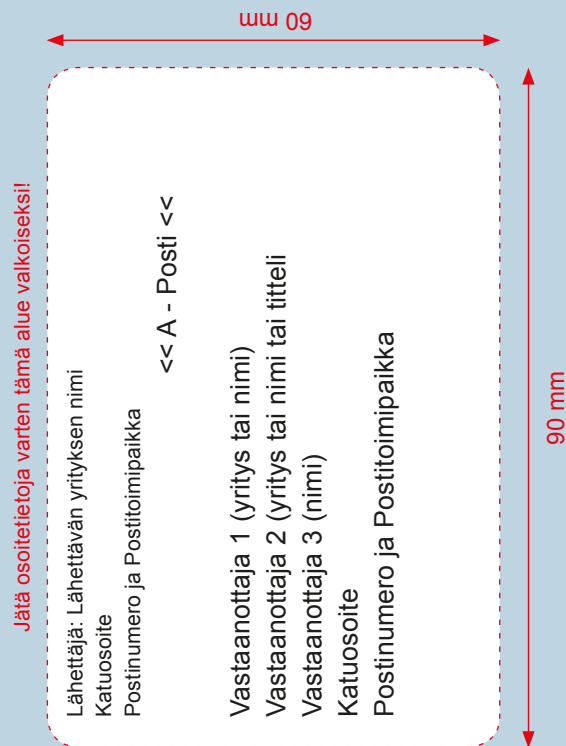 60 mm
Jätä osoitetietoja varten tämä alue valkoiseksi!
Lähettäjä: Lähettävän yrityksen nimi
Katuosoite
Postinumero ja Postitoimipaikka
<< A - Posti <<
Vastaanottaja 1 (yritys tai nimi)
Vastaanottaja 2 (yritys tai nimi tai titteli
Vastaanottaja 3 (nimi)
Katuosoite
Postinumero ja Postitoimipaikka
90 mm